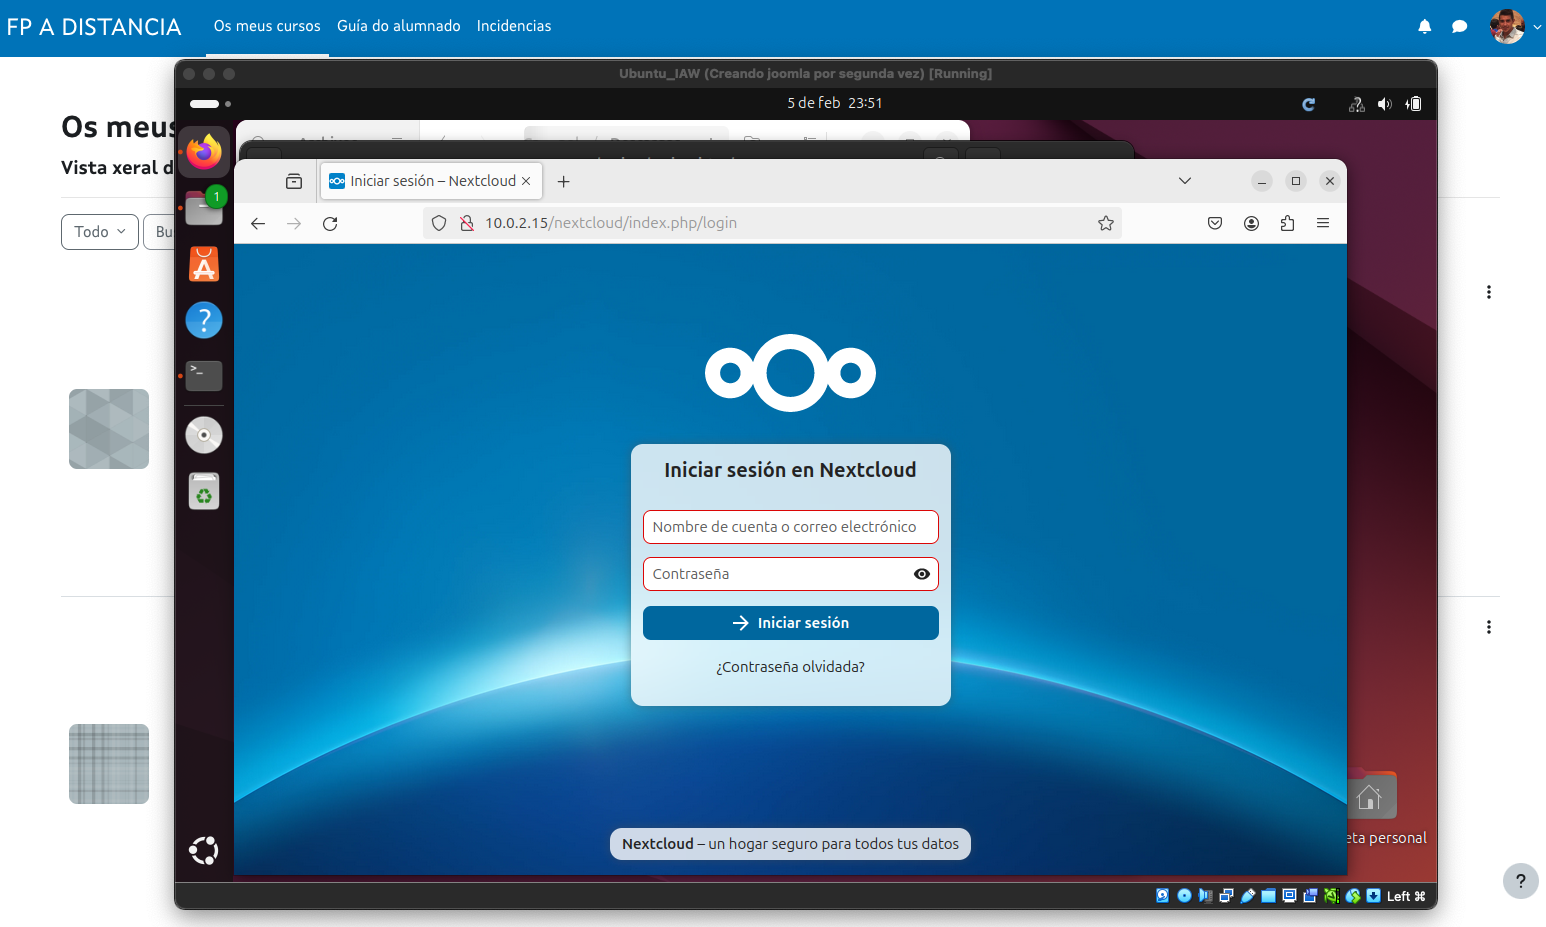 FP A DISTANCIA
Os meus cursos
Guía do alumnado
Incidencias
Ubuntu_IAW (Creando joomla por segunda vez) [Running]
5 de feb 23:51
Os meus
Vista xeral d
Todo
Bu
1
Iniciar sesión – Nextcloud
10.0.2.15/nextcloud/index.php/login
Iniciar sesión en Nextcloud
Nombre de cuenta o correo electrónico
Contraseña
Iniciar sesión
¿Contraseña olvidada?
Nextcloud – un hogar seguro para todos tus datos
eta personal
Left ⌘